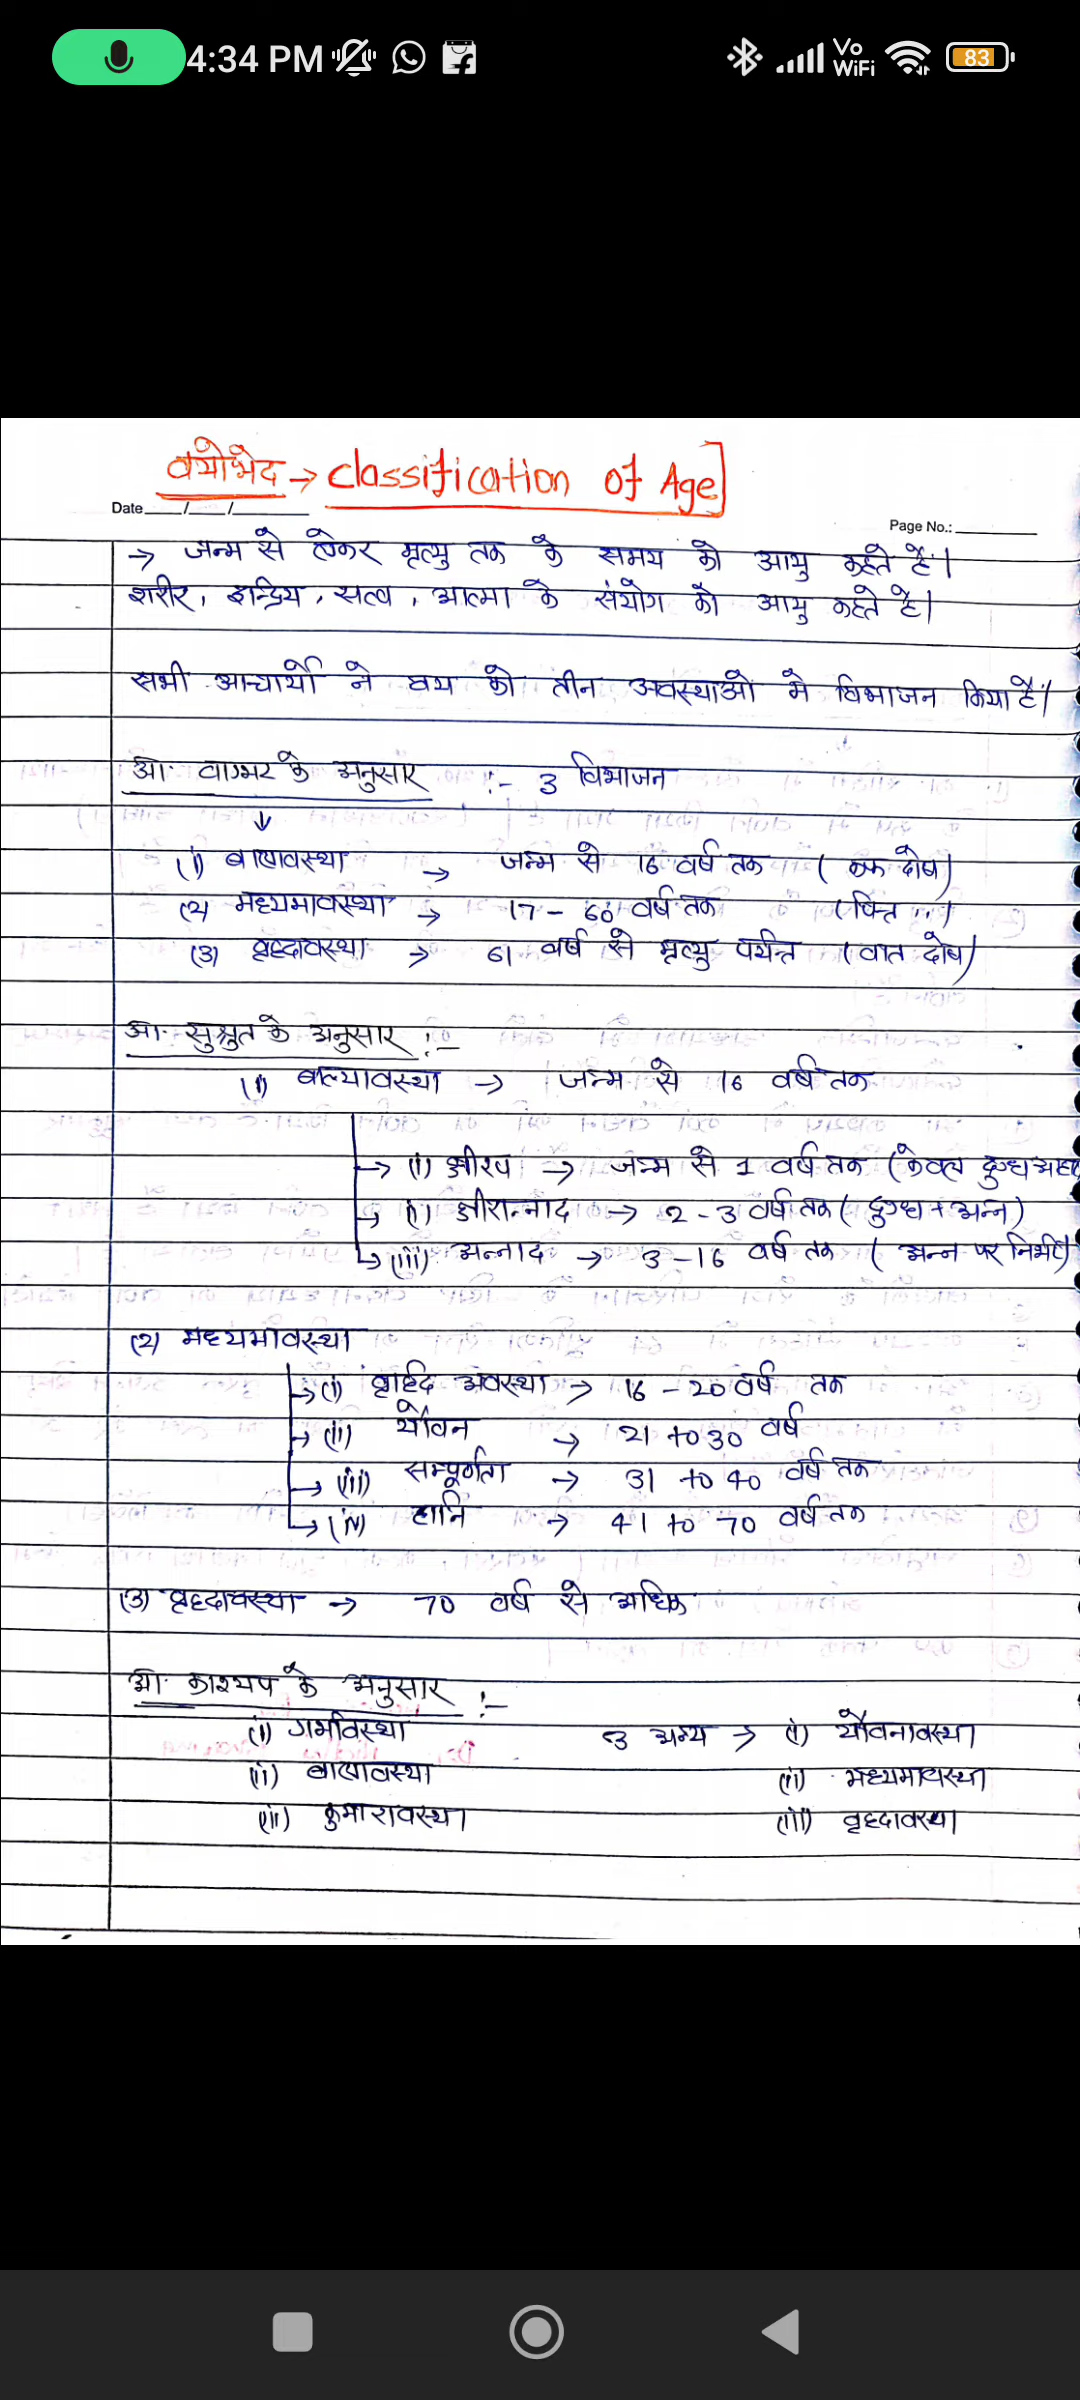 4:34 PM
Vo WiFi
83
वयोभेद → Classification of Age]
Date___/___/___
Page No.:
→ जन्म से लेकर मृत्यु तक के समय को आयु कहते है।
शरीर, इन्द्रिय, सत्व, आत्मा के संयोग को आयु कहते है।
सभी आचार्यो ने वय को तीन अवस्थाओ मे विभाजन किया है।
आ. वाग्भट के अनुसार :- 3 विभाजन
↓
(1) बाल्यावस्था → जन्म से 16 वर्ष तक (कफ दोष)
(2) मध्यमावस्था → 17 - 60 वर्ष तक (पित्त ,,)
(3) वृद्दावस्था → 61 वर्ष से मृत्यु पर्यन्त (वात दोष)
आ. सुश्रुत के अनुसार :-
(1) बाल्यावस्था → जन्म से 16 वर्ष तक
→ (i) क्षीरप → जन्म से 1 वर्ष तक (केवल दुग्ध
→ (ii) क्षीरान्नाद → 2 - 3 वर्ष तक (दुग्ध + अन्न)
→ (iii) अन्नाद → 3 - 16 वर्ष तक (अन्न पर निर्भर)
(2) मध्यमावस्था
→ (i) वृद्दि अवस्था → 16 - 20 वर्ष तक
→ (ii) यौवन → 21 to 30 वर्ष
→ (iii) सम्पूर्णता → 31 to 40 वर्ष तक
→ (iv) हानि → 41 to 70 वर्ष तक
(3) वृद्दावस्था → 70 वर्ष से अधिक
आ. काश्यप के अनुसार :-
(i) गर्भावस्था 3 अन्य → (i) यौवनावस्था
(ii) बाल्यावस्था (ii) मध्यमावस्था
(iii) कुमारावस्था (iii) वृद्दावस्था